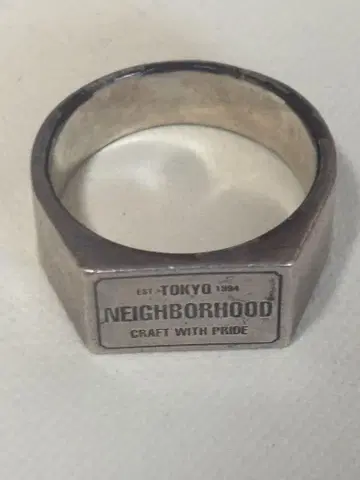 EST · TOKYO 1994
NEIGHBORHOOD
CRAFT WITH PRIDE